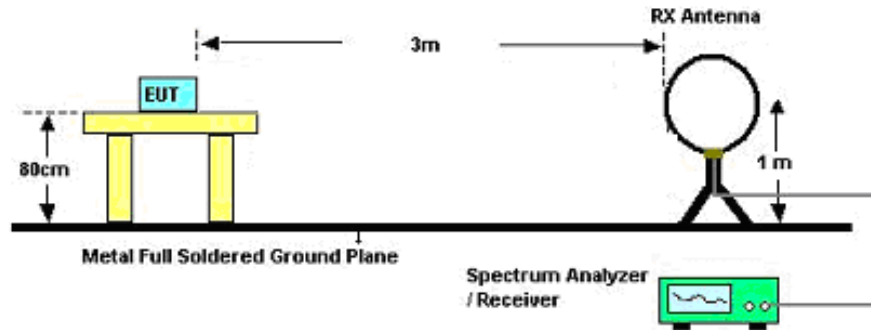 RX Antenna
3m
EUT
80cm
1 m
Metal Full Soldered Ground Plane
Spectrum Analyzer
/ Receiver